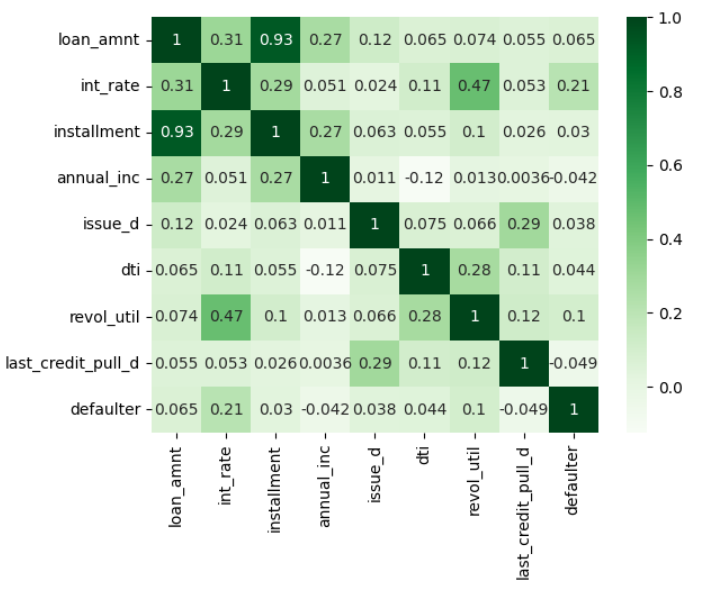 1.0
loan_amnt 1 0.31 0.93 0.27 0.12 0.065 0.074 0.055 0.065
int_rate 0.31 1 0.29 0.051 0.024 0.11 0.47 0.053 0.21
0.8
installment 0.93 0.29 1 0.27 0.063 0.055 0.1 0.026 0.03
annual_inc 0.27 0.051 0.27 1 0.011 -0.12 0.013 0.0036 -0.042
0.6
issue_d 0.12 0.024 0.063 0.011 1 0.075 0.066 0.29 0.038
0.4
dti 0.065 0.11 0.055 -0.12 0.075 1 0.28 0.11 0.044
revol_util 0.074 0.47 0.1 0.013 0.066 0.28 1 0.12 0.1
0.2
last_credit_pull_d 0.055 0.053 0.026 0.0036 0.29 0.11 0.12 1 -0.049
0.0
defaulter 0.065 0.21 0.03 -0.042 0.038 0.044 0.1 -0.049 1
loan_amnt
int_rate
installment
annual_inc
issue_d
dti
revol_util
last_credit_pull_d
defaulter